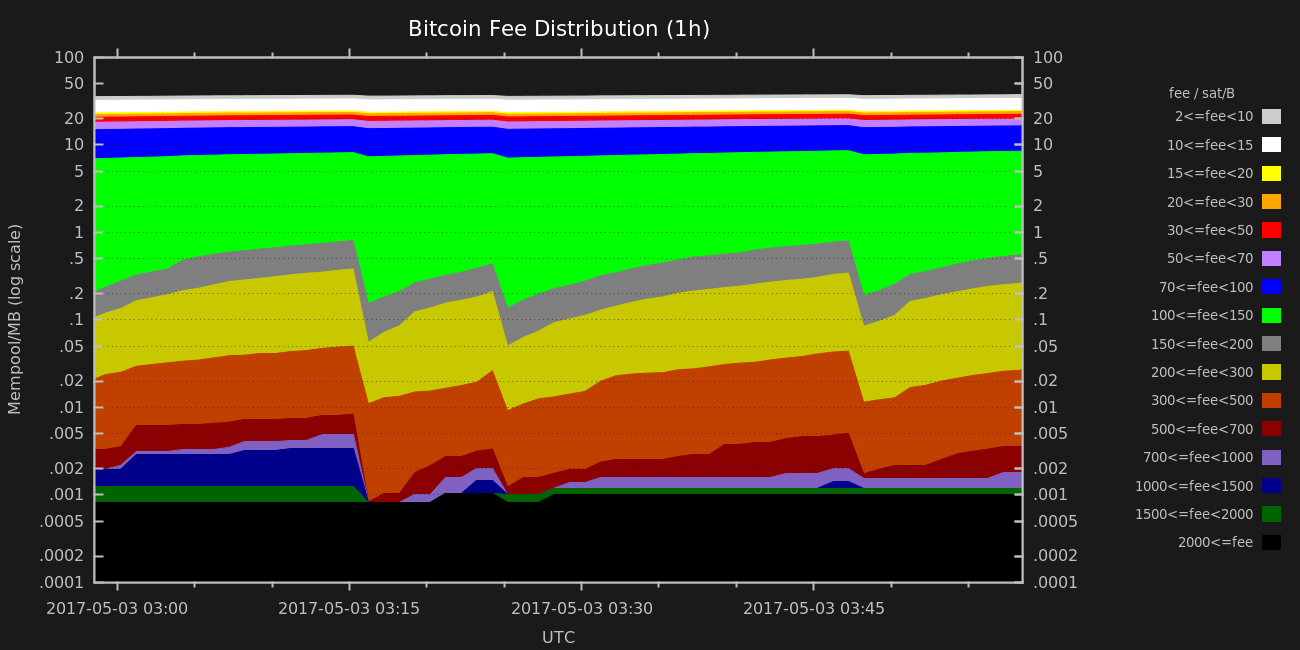 Bitcoin Fee Distribution (1h)
Mempool/MB (log scale)
100 100
50 50
20 20
10 10
5 5
2 2
1 1
.5 .5
.2 .2
.1 .1
.05 .05
.02 .02
.01 .01
.005 .005
.002 .002
.001 .001
.0005 .0005
.0002 .0002
.0001 .0001
2017-05-03 03:00 2017-05-03 03:15 2017-05-03 03:30 2017-05-03 03:45
UTC
fee / sat/B
2<=fee<10
10<=fee<15
15<=fee<20
20<=fee<30
30<=fee<50
50<=fee<70
70<=fee<100
100<=fee<150
150<=fee<200
200<=fee<300
300<=fee<500
500<=fee<700
700<=fee<1000
1000<=fee<1500
1500<=fee<2000
2000<=fee